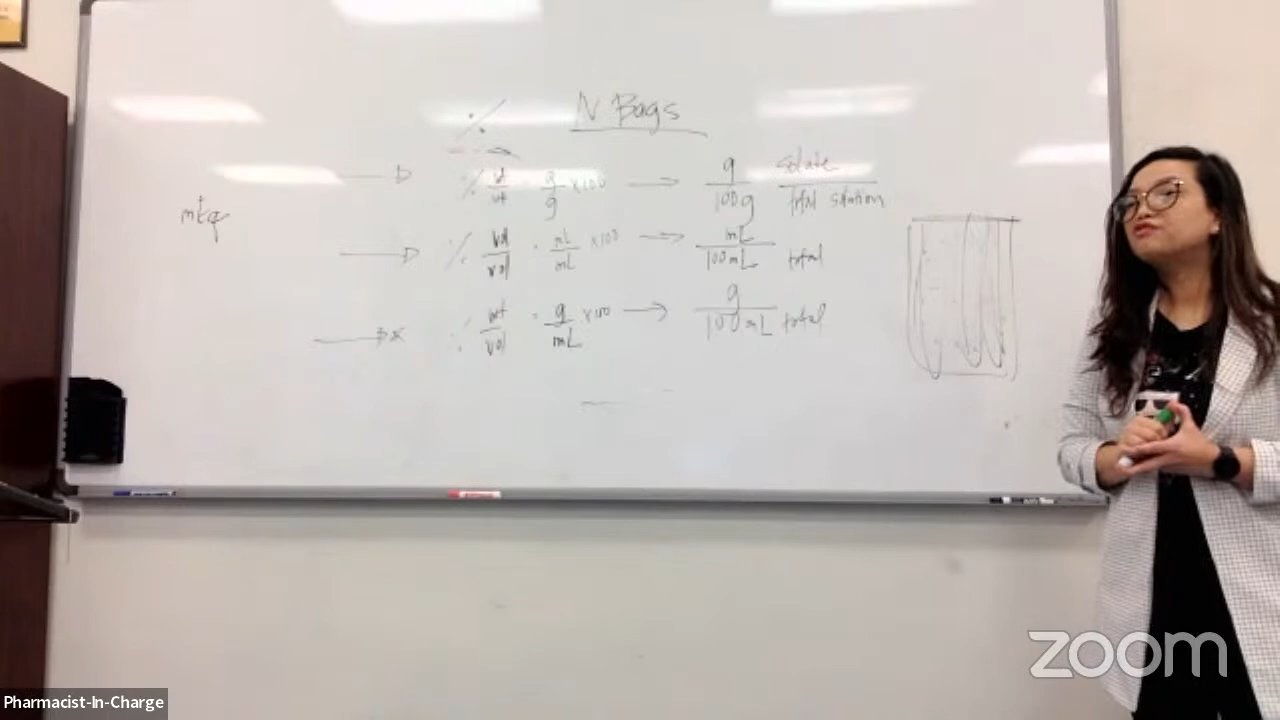 %
IV Bags
% wt/wt = g/g x100 → g/100g solute/total solution
mEq
% vol/vol = mL/mL x100 → mL/100mL total
% wt/vol = g/mL x100 → g/100mL total
zoom
Pharmacist-In-Charge